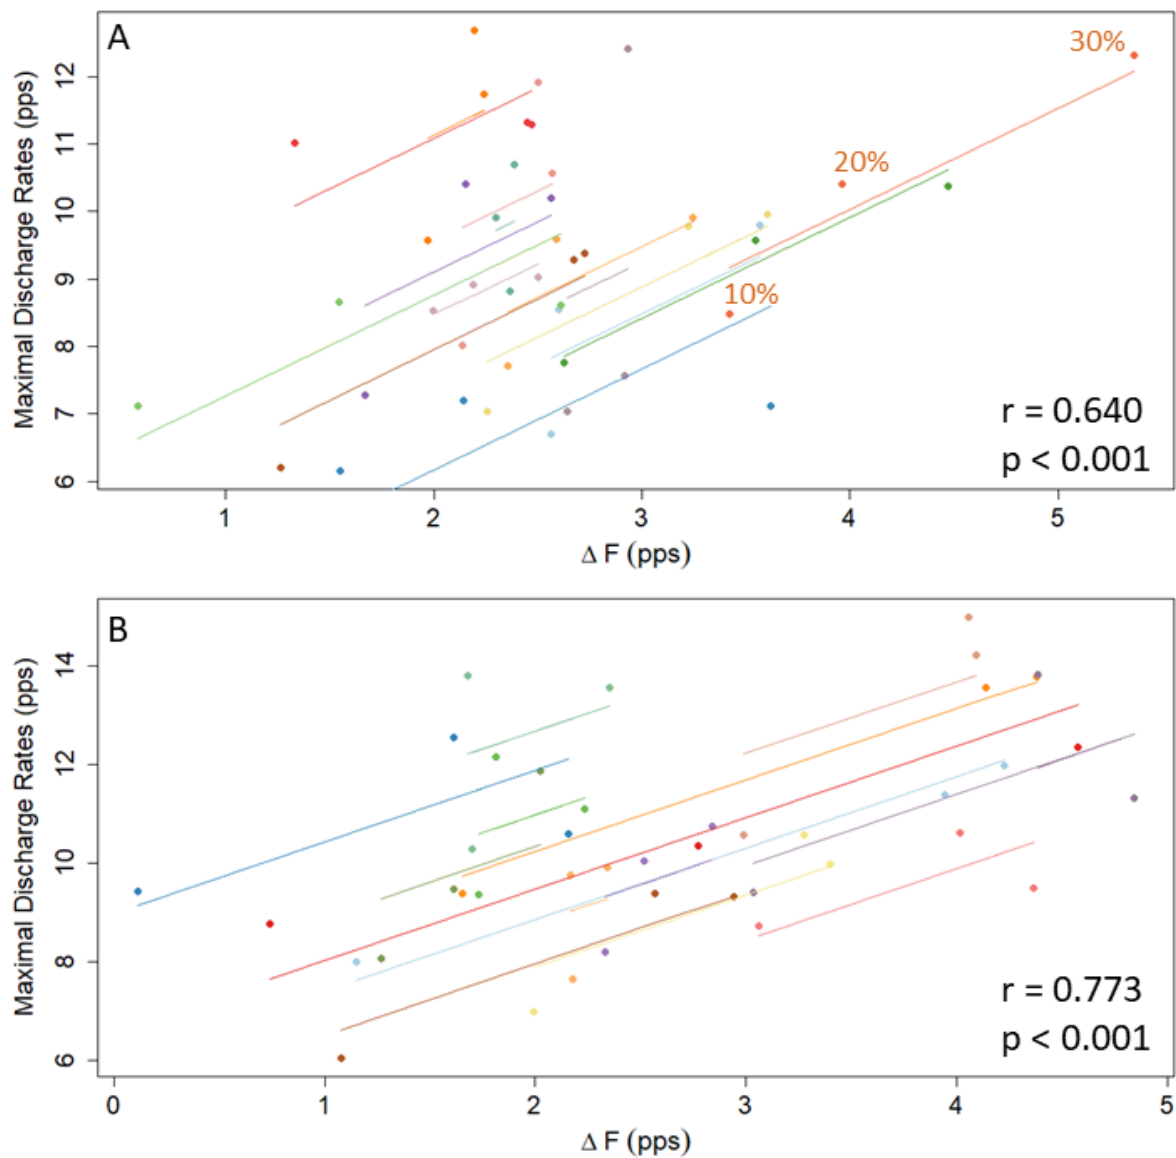 A
30%
20%
10%
12
11
10
9
8
7
6
Maximal Discharge Rates (pps)
r = 0.640
p < 0.001
1 2 3 4 5
Δ F (pps)
B
14
12
10
8
6
Maximal Discharge Rates (pps)
r = 0.773
p < 0.001
0 1 2 3 4 5
Δ F (pps)